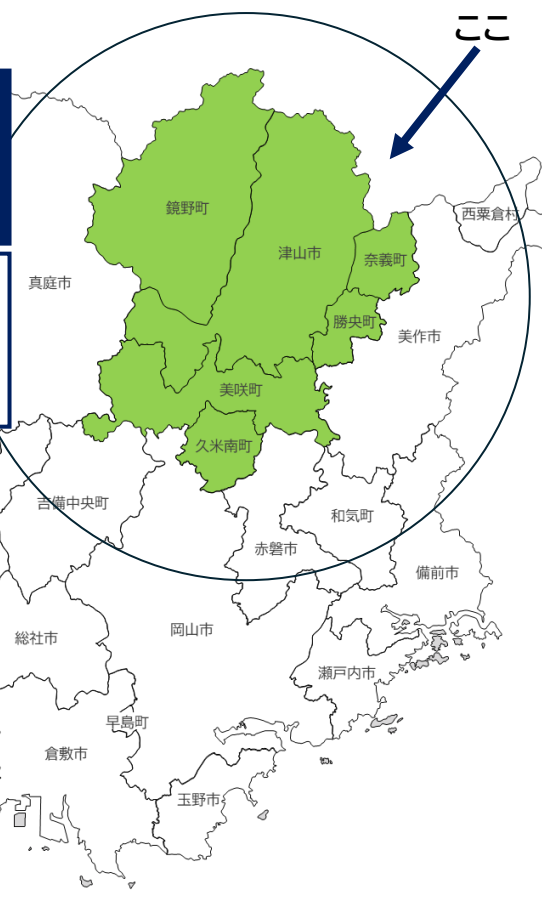 ここ
鏡野町
西粟倉村
津山市
奈義町
真庭市
勝央町
美作市
美咲町
久米南町
吉備中央町
和気町
赤磐市
備前市
岡山市
総社市
瀬戸内市
早島町
倉敷市
玉野市